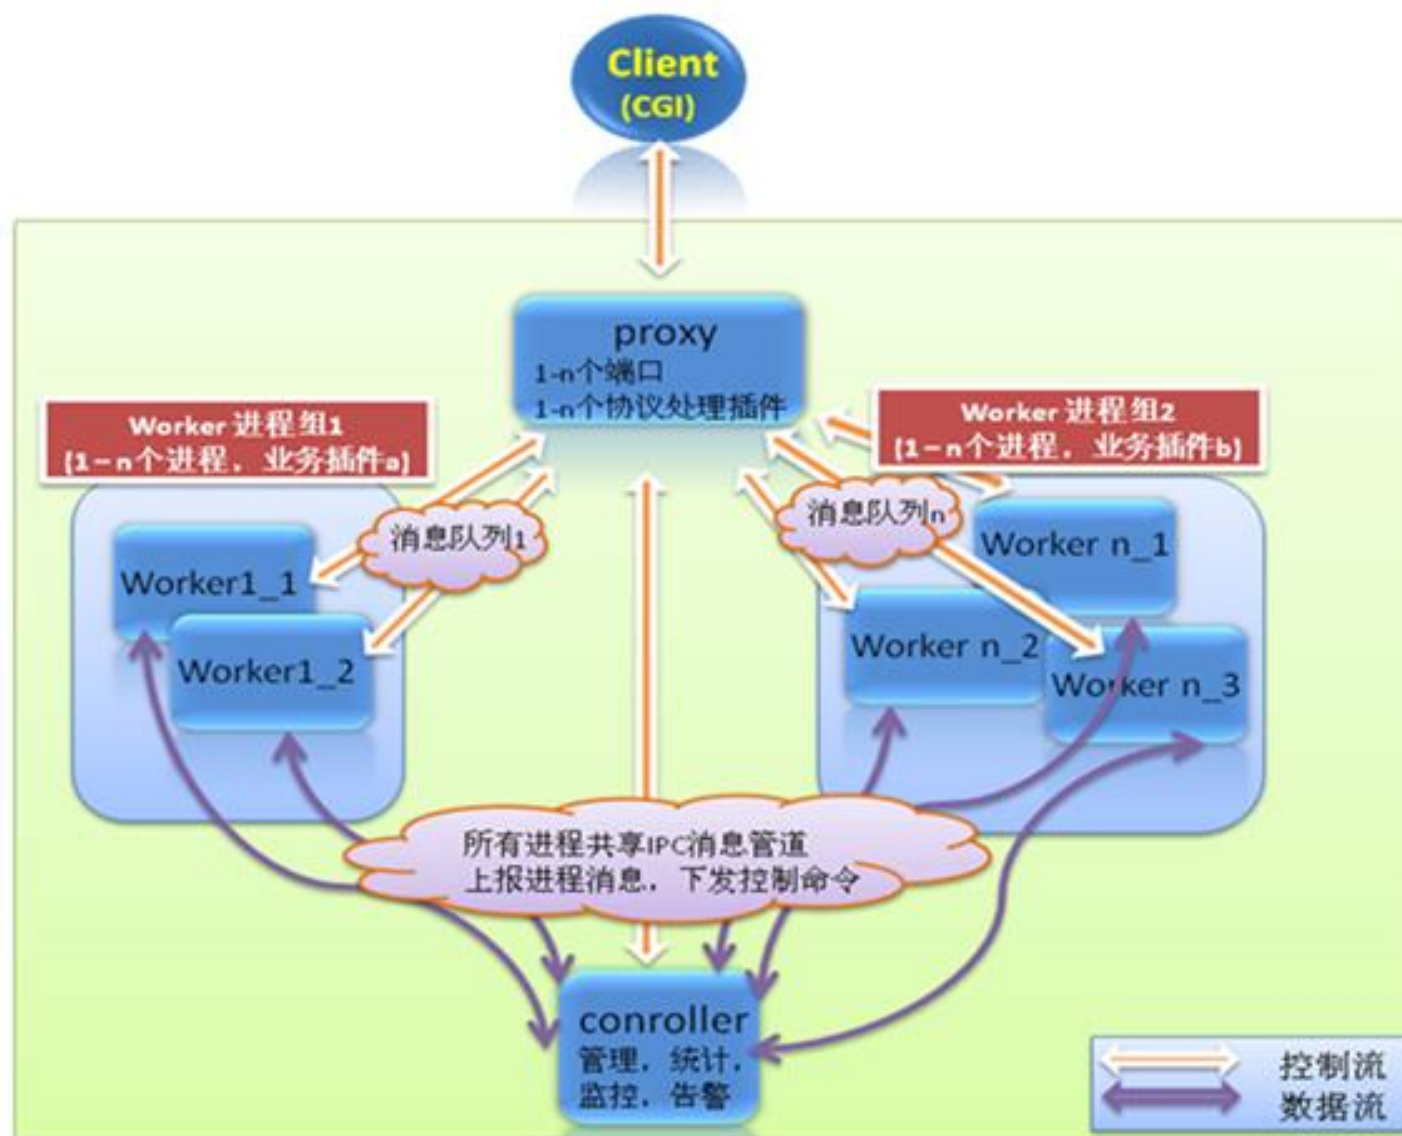 Client
(CGI)
proxy
1-n个端口
1-n个协议处理插件
Worker 进程组1
(1-n个进程，业务插件a)
Worker 进程组2
(1-n个进程，业务插件b)
消息队列1
消息队列n
Worker1_1
Worker1_2
Worker n_1
Worker n_2
Worker n_3
所有进程共享IPC消息管道
上报进程消息，下发控制命令
conroller
管理，统计，
监控，告警
控制流
数据流